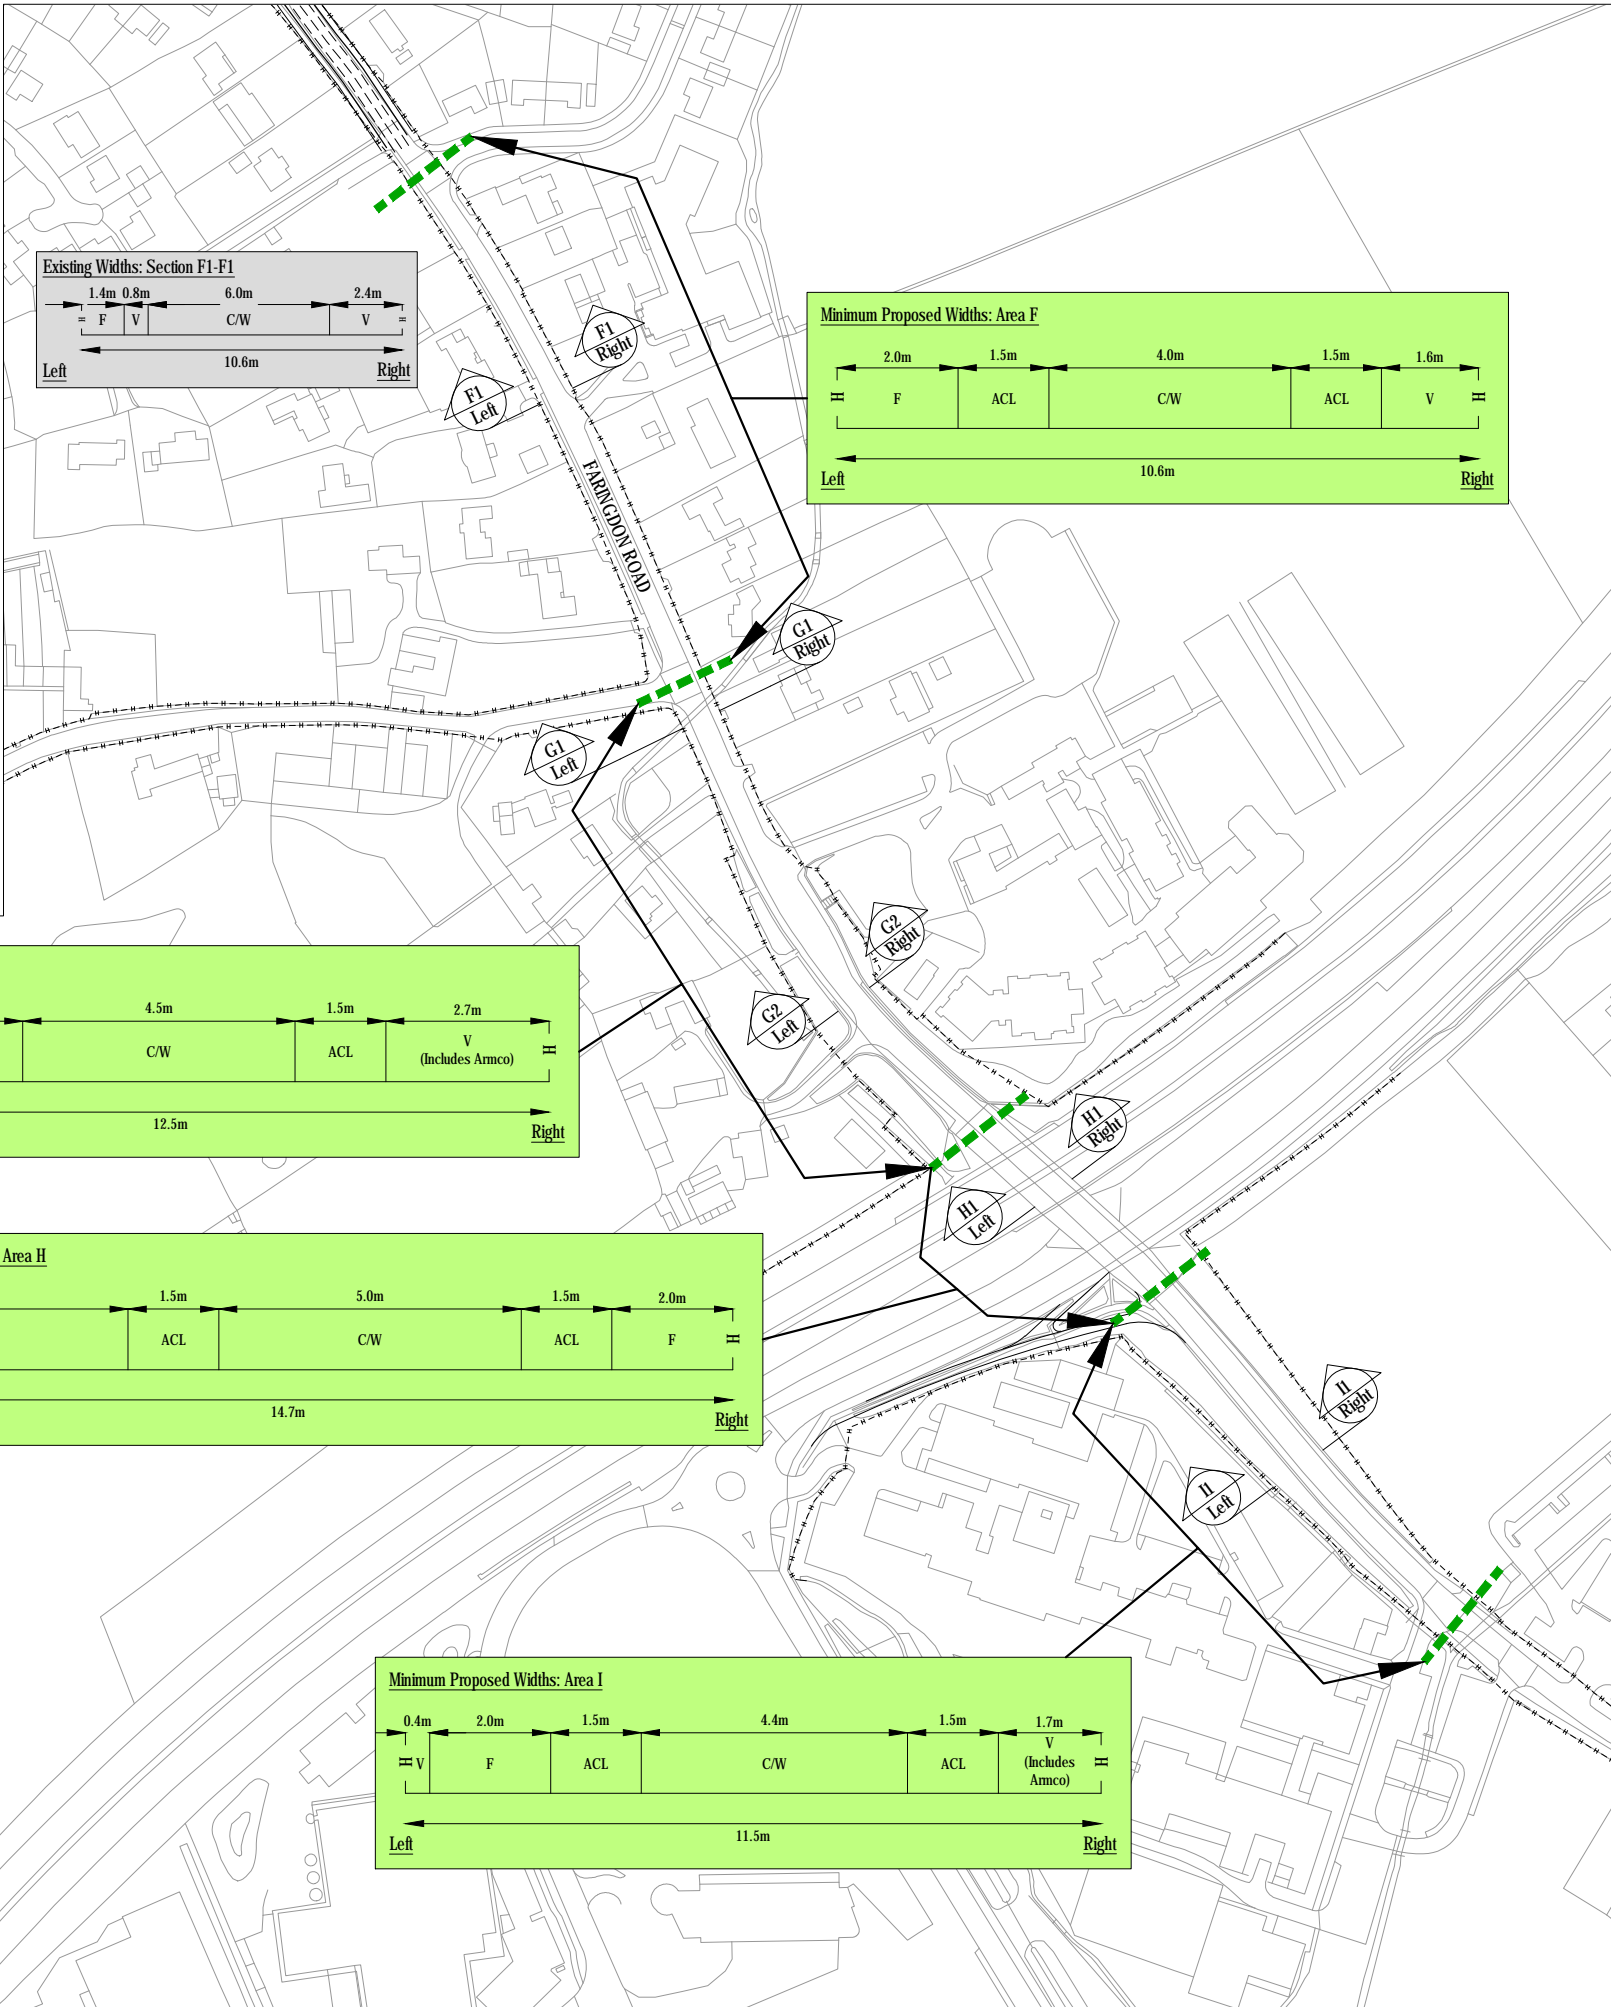 Existing Widths: Section F1-F1
1.4m 0.8m 6.0m 2.4m
H F V C/W V H
10.6m
Left Right
F1
Right
F1
Left
Minimum Proposed Widths: Area F
2.0m 1.5m 4.0m 1.5m 1.6m
H F ACL C/W ACL V H
10.6m
Left Right
FARINGDON ROAD
G1
Right
G1
Left
G2
Right
G2
Left
4.5m 1.5m 2.7m
C/W ACL V
(Includes Armco)
H
12.5m
Right
H1
Right
H1
Left
Area H
1.5m 5.0m 1.5m 2.0m
ACL C/W ACL F H
14.7m
Right
I1
Right
I1
Left
Minimum Proposed Widths: Area I
0.4m 2.0m 1.5m 4.4m 1.5m 1.7m
H V F ACL C/W ACL V
(Includes
Armco)
H
11.5m
Left Right